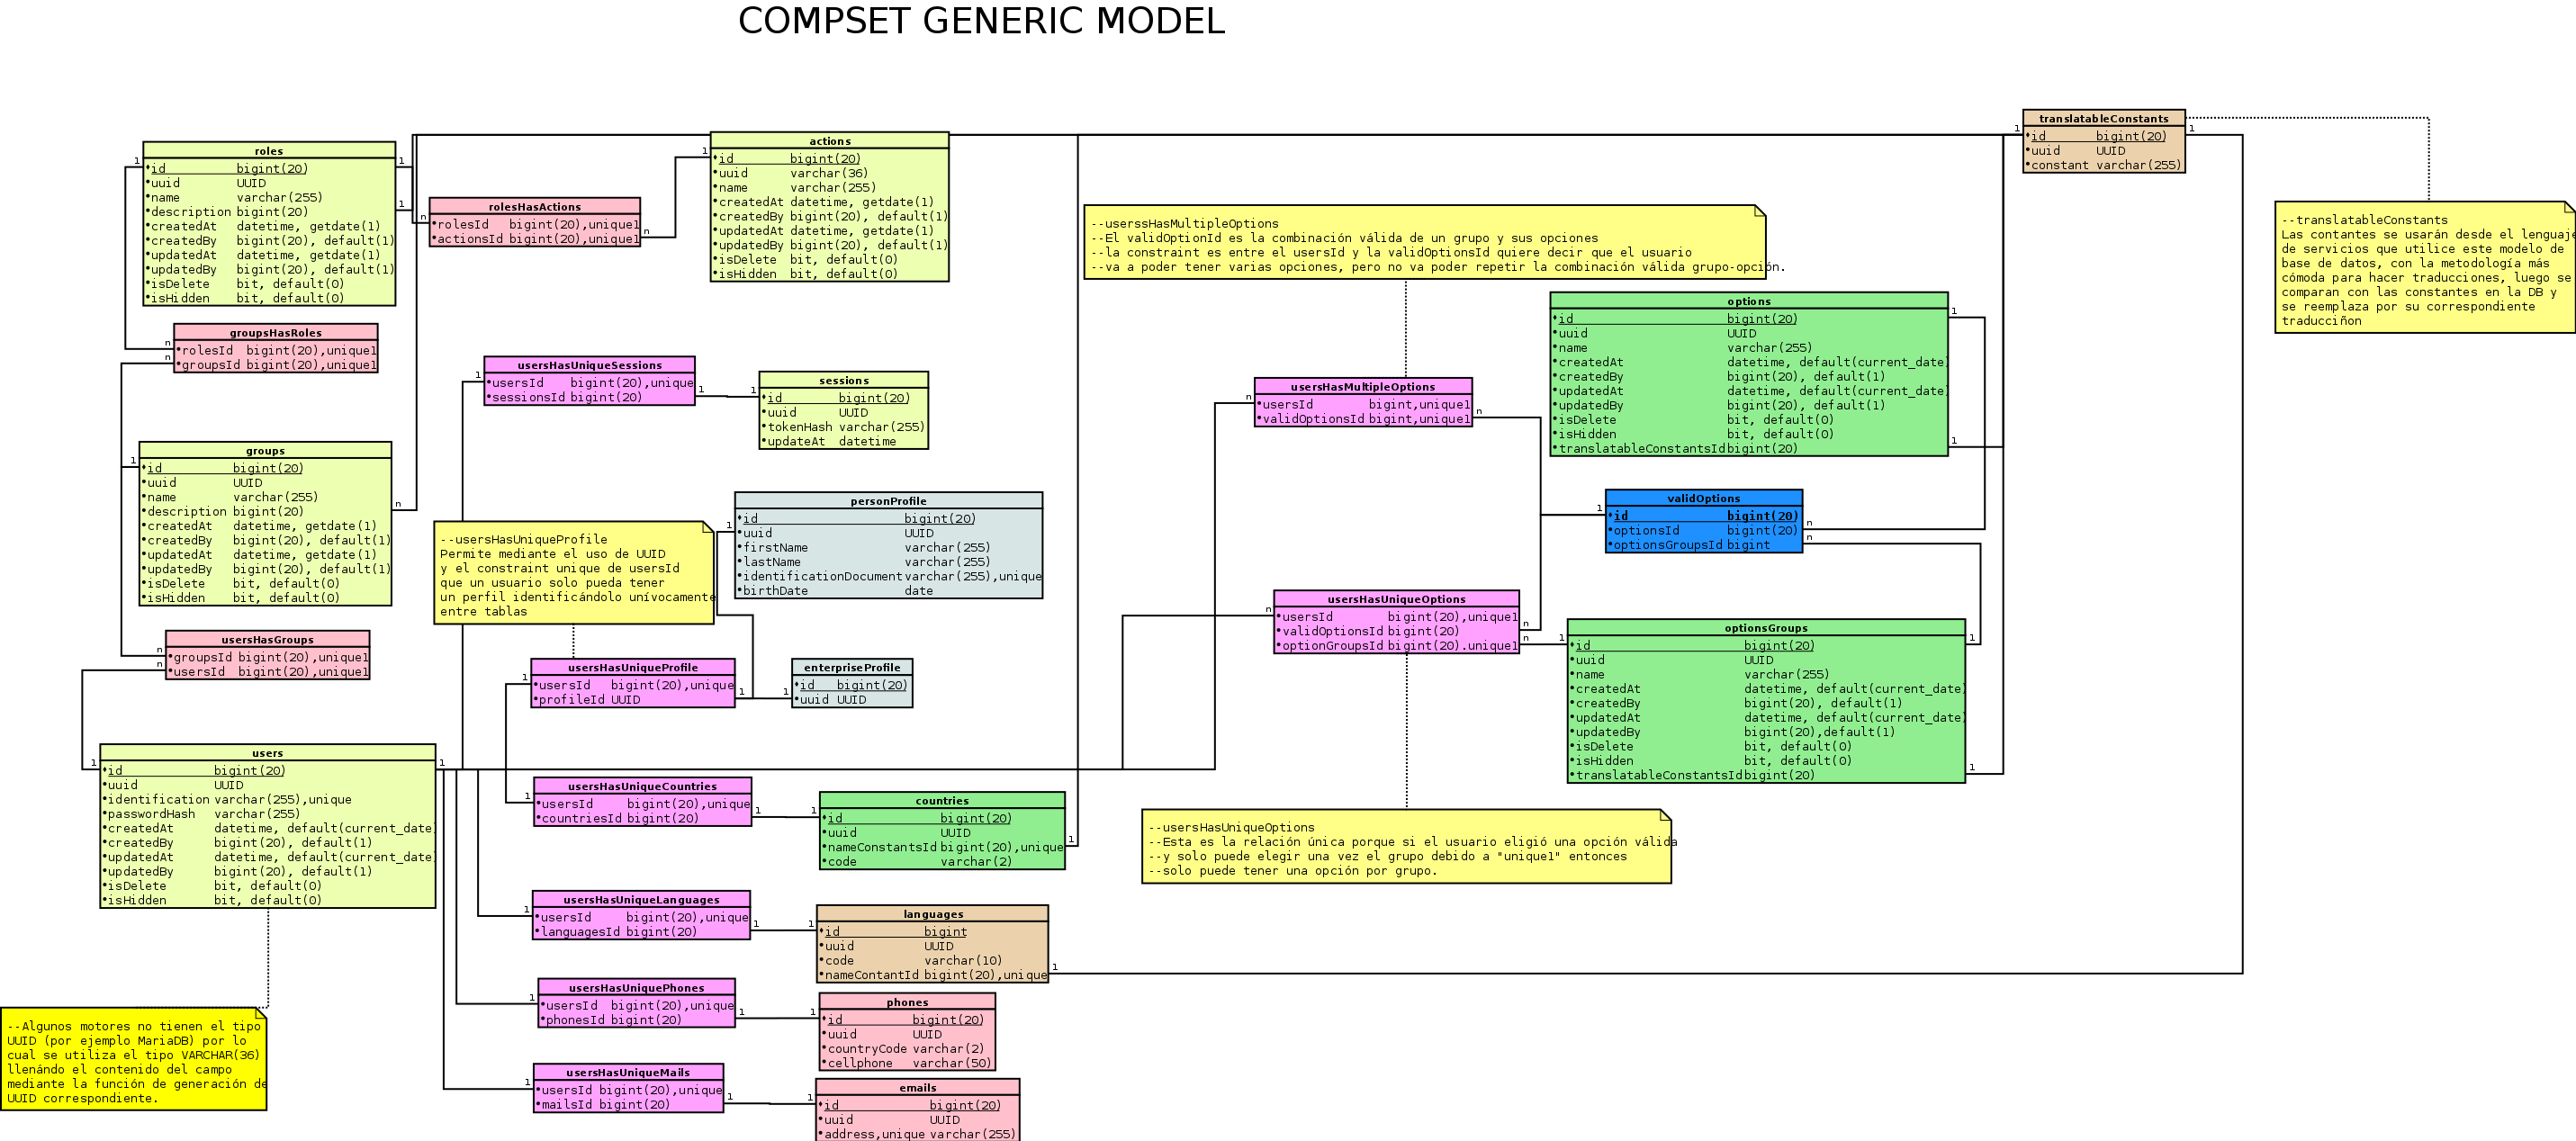 COMPSET GENERIC MODEL
roles
id bigint(20)
uuid UUID
name varchar(255)
description bigint(20)
createdAt datetime, getdate(1)
createdBy bigint(20), default(1)
updatedAt datetime, getdate(1)
updatedBy bigint(20), default(1)
isDelete bit, default(0)
isHidden bit, default(0)
rolesHasActions
rolesId bigint(20),unique1
actionsId bigint(20),unique1
actions
id bigint(20)
uuid varchar(36)
name varchar(255)
createdAt datetime, getdate(1)
createdBy bigint(20), default(1)
updatedAt datetime, getdate(1)
updatedBy bigint(20), default(1)
isDelete bit, default(0)
isHidden bit, default(0)
translatableConstants
id bigint(20)
uuid UUID
constant varchar(255)
--translatableConstants
Las contantes se usarán desde el lenguaje
de servicios que utilice este modelo de
base de datos, con la metodología más
cómoda para hacer traducciones, luego se
comparan con las constantes en la DB y
se reemplaza por su correspondiente
traducciñon
--userssHasMultipleOptions
--El validOptionId es la combinación válida de un grupo y sus opciones
--la constraint es entre el usersId y la validOptionsId quiere decir que el usuario
--va a poder tener varias opciones, pero no va poder repetir la combinación válida grupo-opción.
groupsHasRoles
rolesId bigint(20),unique1
groupsId bigint(20),unique1
usersHasUniqueSessions
usersId bigint(20),unique
sessionsId bigint(20)
sessions
id bigint(20)
uuid UUID
tokenHash varchar(255)
updateAt datetime
usersHasMultipleOptions
usersId bigint,unique1
validOptionsId bigint,unique1
options
id bigint(20)
uuid UUID
name varchar(255)
createdAt datetime, default(current_date)
createdBy bigint(20), default(1)
updatedAt datetime, default(current_date)
updatedBy bigint(20), default(1)
isDelete bit, default(0)
isHidden bit, default(0)
translatableConstantsId bigint(20)
groups
id bigint(20)
uuid UUID
name varchar(255)
description bigint(20)
createdAt datetime, getdate(1)
createdBy bigint(20), default(1)
updatedAt datetime, getdate(1)
updatedBy bigint(20), default(1)
isDelete bit, default(0)
isHidden bit, default(0)
--usersHasUniqueProfile
Permite mediante el uso de UUID
y el constraint unique de usersId
que un usuario solo pueda tener
un perfil identificándolo unívocamente
entre tablas
personProfile
id bigint(20)
uuid UUID
firstName varchar(255)
lastName varchar(255)
identificationDocument varchar(255),unique
birthDate date
validOptions
id bigint(20)
optionsId bigint(20)
optionsGroupsId bigint
usersHasUniqueOptions
usersId bigint(20),unique1
validOptionsId bigint(20)
optionGroupsId bigint(20).unique1
optionsGroups
id bigint(20)
uuid UUID
name varchar(255)
createdAt datetime, default(current_date)
createdBy bigint(20), default(1)
updatedAt datetime, default(current_date)
updatedBy bigint(20),default(1)
isDelete bit, default(0)
isHidden bit, default(0)
translatableConstantsId bigint(20)
usersHasGroups
groupsId bigint(20),unique1
usersId bigint(20),unique1
usersHasUniqueProfile
usersId bigint(20),unique
profileId UUID
enterpriseProfile
id bigint(20)
uuid UUID
users
id bigint(20)
uuid UUID
identification varchar(255),unique
passwordHash varchar(255)
createdAt datetime, default(current_date)
createdBy bigint(20), default(1)
updatedAt datetime, default(current_date)
updatedBy bigint(20), default(1)
isDelete bit, default(0)
isHidden bit, default(0)
usersHasUniqueCountries
usersId bigint(20),unique
countriesId bigint(20)
countries
id bigint(20)
uuid UUID
nameConstantsId bigint(20),unique
code varchar(2)
--usersHasUniqueOptions
--Esta es la relación única porque si el usuario eligió una opción válida
--y solo puede elegir una vez el grupo debido a "unique1" entonces
--solo puede tener una opción por grupo.
usersHasUniqueLanguages
usersId bigint(20),unique
languagesId bigint(20)
languages
id bigint
uuid UUID
code varchar(10)
nameContantId bigint(20),unique
usersHasUniquePhones
usersId bigint(20),unique
phonesId bigint(20)
phones
id bigint(20)
uuid UUID
countryCode varchar(2)
cellphone varchar(50)
--Algunos motores no tienen el tipo
UUID (por ejemplo MariaDB) por lo
cual se utiliza el tipo VARCHAR(36)
llenándo el contenido del campo
mediante la función de generación de
UUID correspondiente.
usersHasUniqueMails
usersId bigint(20),unique
mailsId bigint(20)
emails
id bigint(20)
uuid UUID
address,unique varchar(255)